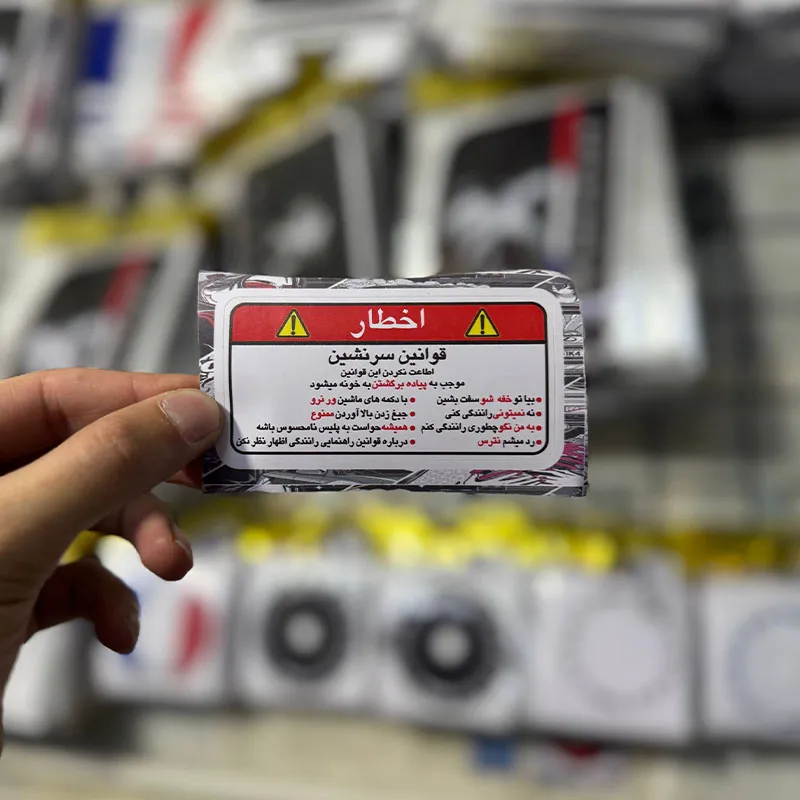 اخطار
قوانین سرنشین
اطاعت نکردن این قوانین
موجب به پیاده برگشتن به خونه میشود
• بیا تو خفه شو سفت بشین
• نه نمیتونی رانندگی کنی
• به من نگو چطوری رانندگی کنم
• رد میشم نترس
• با دکمه های ماشین ور نرو
• جیغ زدن بالا آوردن ممنوع
• همیشه حواست به پلیس نامحسوس باشه
• درباره قوانین راهنمایی رانندگی اظهار نظر نکن